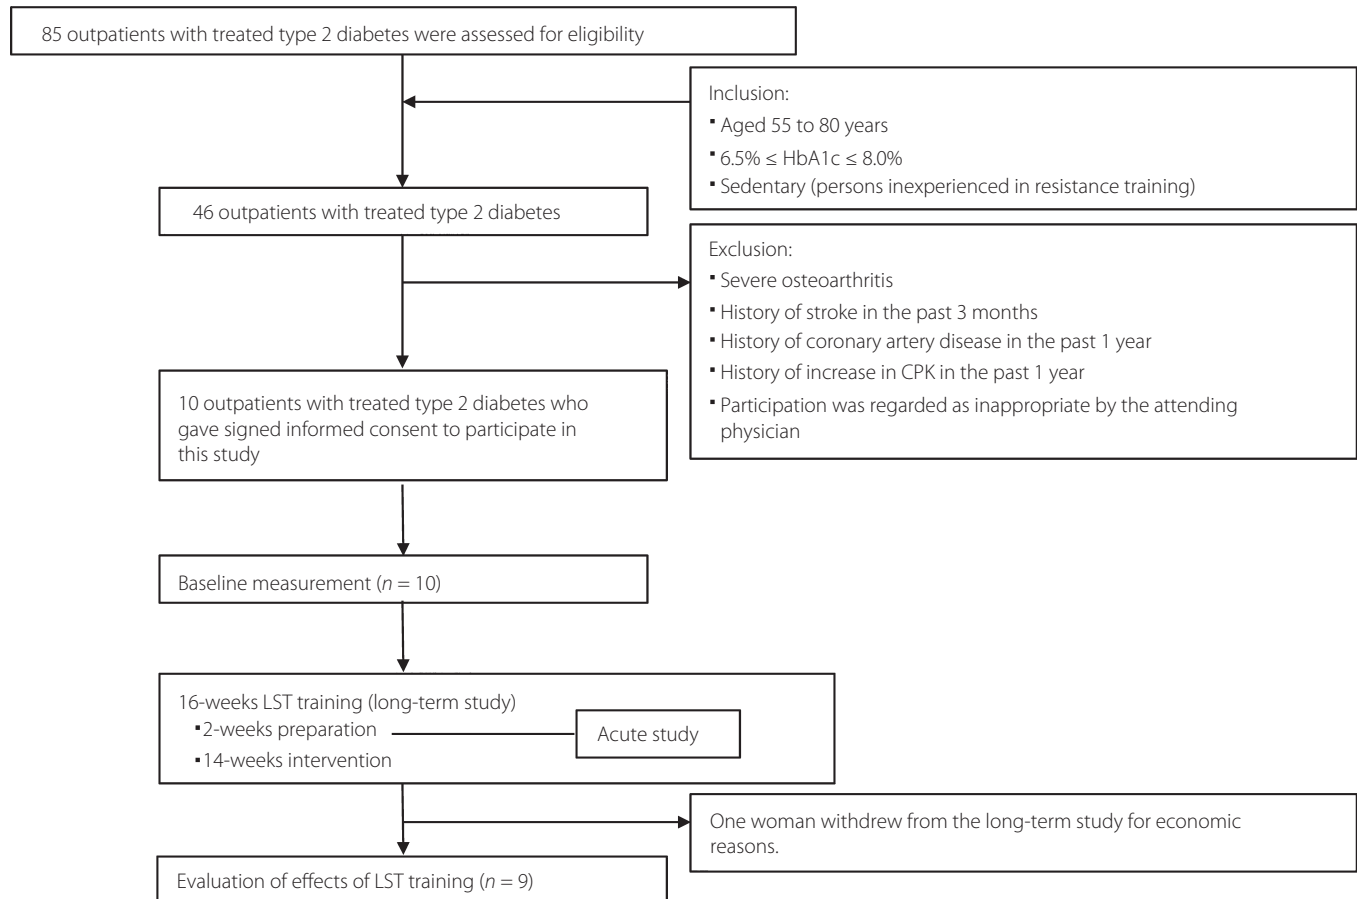 85 outpatients with treated type 2 diabetes were assessed for eligibility
Inclusion:
▪ Aged 55 to 80 years
▪ 6.5% ≤ HbA1c ≤ 8.0%
▪ Sedentary (persons inexperienced in resistance training)
46 outpatients with treated type 2 diabetes
Exclusion:
▪ Severe osteoarthritis
▪ History of stroke in the past 3 months
▪ History of coronary artery disease in the past 1 year
▪ History of increase in CPK in the past 1 year
▪ Participation was regarded as inappropriate by the attending
physician
10 outpatients with treated type 2 diabetes who
gave signed informed consent to participate in
this study
Baseline measurement (n = 10)
16-weeks LST training (long-term study)
▪ 2-weeks preparation
Acute study
▪ 14-weeks intervention
One woman withdrew from the long-term study for economic
reasons.
Evaluation of effects of LST training (n = 9)